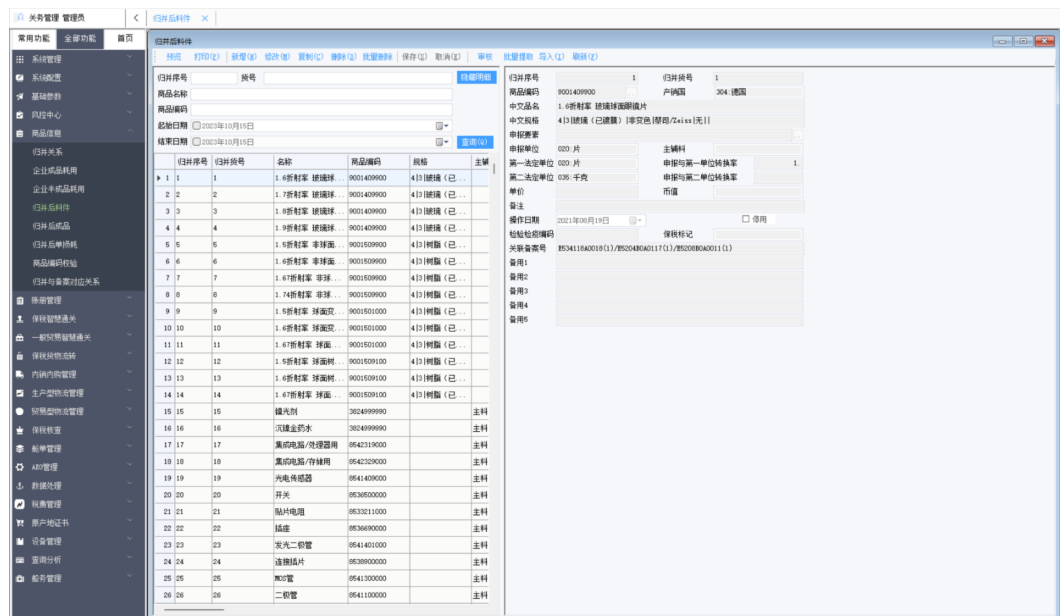 关务管理 管理员
归并后料件
常用功能 全部功能 首页
系统管理
系统配置
基础参数
风控中心
商品信息
归并关系
企业成品耗用
企业半成品耗用
归并后料件
归并后成品
归并后单损耗
商品编码校验
归并与备案对应关系
账册管理
保税智慧通关
一般贸易智慧通关
保税货物流转
内销内购管理
生产型物流管理
贸易型物流管理
保税核查
舱单管理
AEO管理
数据处理
税费管理
原产地证书
设备管理
查询分析
船务管理
归并后料件
预览 打印(P) 新增(N) 修改(M) 复制(C) 删除(D) 批量删除 保存(S) 取消(X) 审核 批量提取 导入(I) 刷新(F)
归并序号 货号 隐藏明细
商品名称
商品编码
起始日期 2023年10月15日
结束日期 2023年10月15日 查询(Q)
归并序号 归并货号 名称 商品编码 规格 主辅
1 1 1 1.6折射率 玻璃球... 9001409900 4|3|玻璃（已...
2 2 2 1.7折射率 玻璃球... 9001409900 4|3|玻璃（已...
3 3 3 1.8折射率 玻璃球... 9001409900 4|3|玻璃（已...
4 4 4 1.9折射率 玻璃球... 9001409900 4|3|玻璃（已...
5 5 5 1.5折射率 非球面... 9001509900 4|3|树脂（已...
6 6 6 1.6折射率 非球面... 9001509900 4|3|树脂（已...
7 7 7 1.67折射率 非球... 9001509900 4|3|树脂（已...
8 8 8 1.74折射率 非球... 9001509900 4|3|树脂（已...
9 9 9 1.5折射率 球面变... 9001501000 4|3|树脂（已...
10 10 10 1.6折射率 球面变... 9001501000 4|3|树脂（已...
11 11 11 1.67折射率 球面... 9001501000 4|3|树脂（已...
12 12 12 1.5折射率 球面树... 9001509100 4|3|树脂（已...
13 13 13 1.6折射率 球面树... 9001509100 4|3|树脂（已...
14 14 14 1.67折射率 球面... 9001509100 4|3|树脂（已...
15 15 15 镍光剂 3824999990 主料
16 16 16 沉镍金药水 3824999990 主料
17 17 17 集成电路/处理器用 8542319000 主料
18 18 18 集成电路/存储用 8542329000 主料
19 19 19 光电传感器 8541409000 主料
20 20 20 开关 8536500000 主料
21 21 21 贴片电阻 8533211000 主料
22 22 22 插座 8536690000 主料
23 23 23 发光二极管 8541401000 主料
24 24 24 连接插片 8538900000 主料
25 25 25 MOS管 8541300000 主料
26 26 26 二极管 8541100000 主料
归并序号 1 归并货号 1
商品编码 9001409900 产销国 304:德国
中文品名 1.6折射率 玻璃球面眼镜片
中文规格 4|3|玻璃（已镀膜）|非变色|蔡司/Zeiss|无||
申报要素
申报单位 020:片 主辅料
第一法定单位 020:片 申报与第一单位转换率 1.
第二法定单位 035:千克 申报与第二单位转换率
单价 币值
备注
操作日期 2021年08月19日 停用
检验检疫编码 保税标记
关联备案号 E534118A0018(1)/E5204B0A0117(1)/E5208B0A0011(1)
备用1
备用2
备用3
备用4
备用5